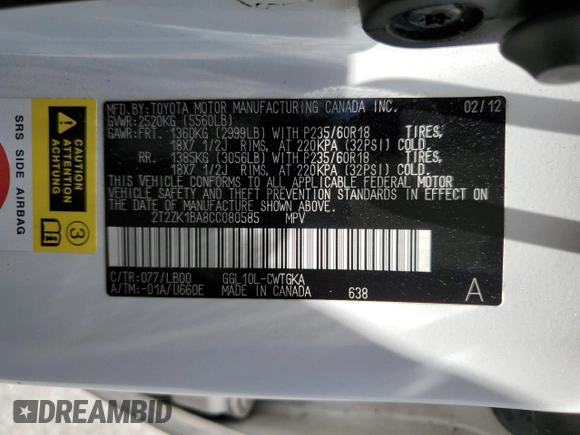 MFD.BY:TOYOTA MOTOR MANUFACTURING CANADA INC. 02/12
GVWR:2520KG (5560LB)
GAWR:FRT. 1360KG (2999LB) WITH P235/60R18 TIRES,
18X7 1/2J RIMS, AT 220KPA (32PSI) COLD.
RR. 1385KG (3056LB) WITH P235/60R18 TIRES,
18X7 1/2J RIMS, AT 220KPA (32PSI) COLD.
THIS VEHICLE CONFORMS TO ALL APPLICABLE FEDERAL MOTOR
VEHICLE SAFETY AND THEFT PREVENTION STANDARDS IN EFFECT ON
THE DATE OF MANUFACTURE SHOWN ABOVE.
2T2ZK1BA8CC080585 MPV
C/TR:077/LB00 GGL10L-CWTGKA
A/TM:-01A/U660E MADE IN CANADA 638 A
SRS SIDE AIRBAG
3
DREAMBID